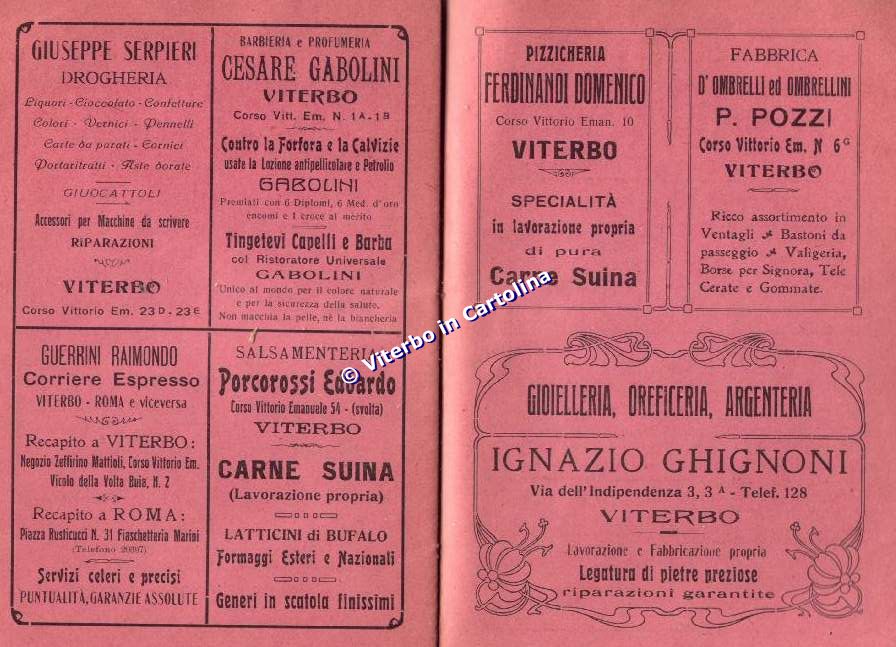 GIUSEPPE SERPIERI
DROGHERIA
Liquori - Cioccolato - Confetture
Colori - Vernici - Pennelli
Carte da parati - Cornici
Portaritratti - Aste dorate
GIUOCATTOLI
Accessori per Macchine da scrivere
RIPARAZIONI
VITERBO
Corso Vittorio Em. 23D - 23E
BARBIERIA e PROFUMERIA
CESARE GABOLINI
VITERBO
Corso Vitt. Em. N. 1A - 1B
Contro la Forfora e la Calvizie
usate la Lozione antipellicolare e Petrolio
GABOLINI
Premiati con 6 Diplomi, 6 Med. d'oro
encomi e 1 croce al merito
Tingetevi Capelli e Barba
col Ristoratore Universale
GABOLINI
Unico al mondo per il colore naturale
e per la sicurezza della salute.
Non macchia la pelle, nè la biancheria
GUERRINI RAIMONDO
Corriere Espresso
VITERBO - ROMA e viceversa
Recapito a VITERBO:
Negozio Zeffirino Mattioli, Corso Vittorio Em.
Vicolo della Volta Buia, N. 2
Recapito a ROMA:
Piazza Rusticucci N. 31 Fiaschetteria Marini
(Telefono 20397)
Servizi celeri e precisi
PUNTUALITÀ, GARANZIE ASSOLUTE
SALSAMENTERIA
Porcorossi Edoardo
Corso Vittorio Emanuele 54 - (svolta)
VITERBO
CARNE SUINA
(Lavorazione propria)
LATTICINI di BUFALO
Formaggi Esteri e Nazionali
Generi in scatola finissimi
PIZZICHERIA
FERDINANDI DOMENICO
Corso Vittorio Eman. 10
VITERBO
SPECIALITÀ
in lavorazione propria
di pura
Carne Suina
FABBRICA
D'OMBRELLI ed OMBRELLINI
P. POZZI
Corso Vittorio Em. N 6G
VITERBO
Ricco assortimento in
Ventagli Bastoni da
passeggio Valigeria,
Borse per Signora, Tele
Cerate e Gommate.
GIOIELLERIA, OREFICERIA, ARGENTERIA
IGNAZIO GHIGNONI
Via dell'Indipendenza 3, 3A - Telef. 128
VITERBO
Lavorazione e Fabbricazione propria
Legatura di pietre preziose
riparazioni garantite
© Viterbo in Cartolina